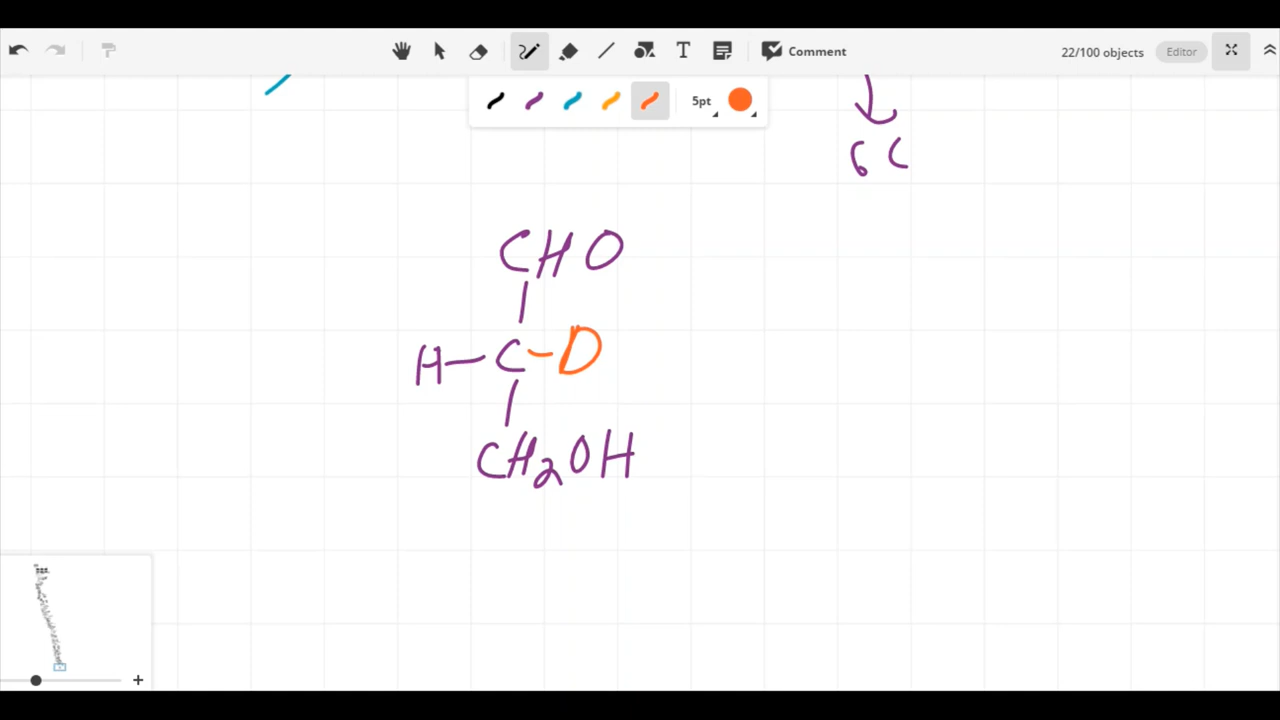 Comment
22/100 objects
Editor
5pt
6 C
CHO
H-C-D
CH2OH